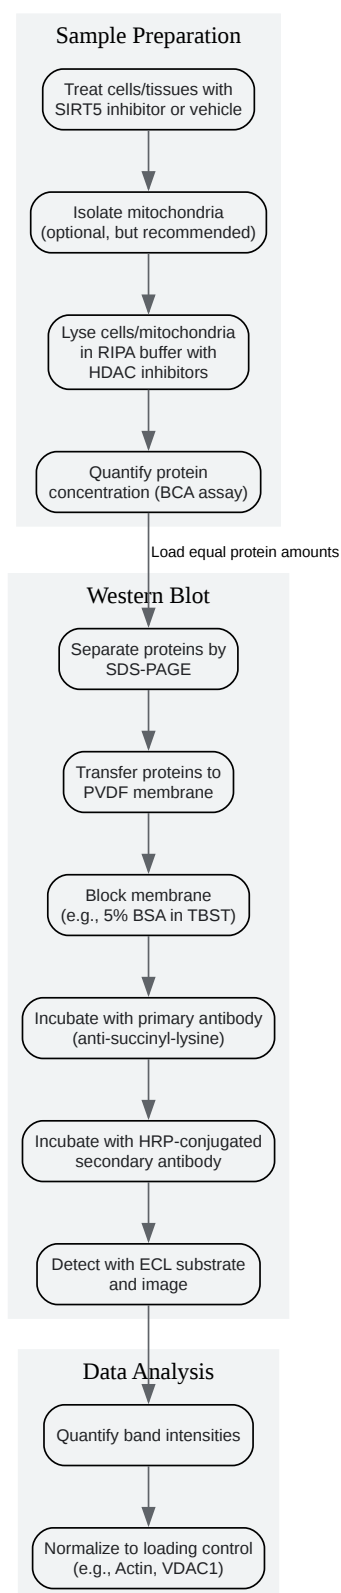 Sample Preparation
Treat cells/tissues with
SIRT5 inhibitor or vehicle
Isolate mitochondria
(optional, but recommended)
Lyse cells/mitochondria
in RIPA buffer with
HDAC inhibitors
Quantify protein
concentration (BCA assay)
Load equal protein amounts
Western Blot
Separate proteins by
SDS-PAGE
Transfer proteins to
PVDF membrane
Block membrane
(e.g., 5% BSA in TBST)
Incubate with primary antibody
(anti-succinyl-lysine)
Incubate with HRP-conjugated
secondary antibody
Detect with ECL substrate
and image
Data Analysis
Quantify band intensities
Normalize to loading control
(e.g., Actin, VDAC1)